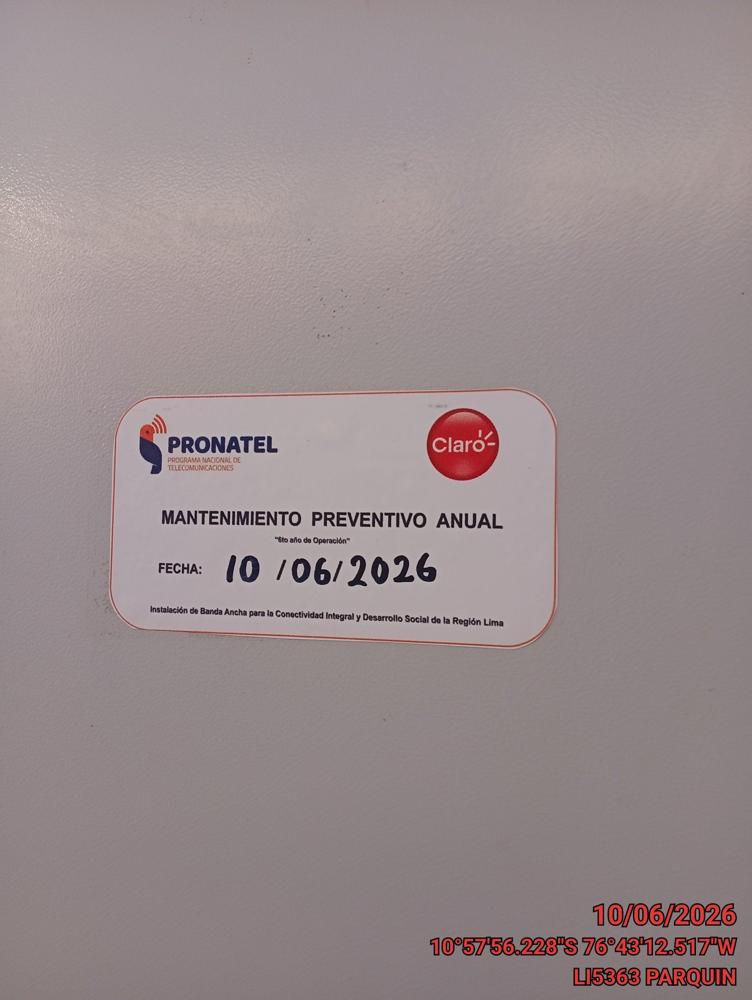 PRONATEL
PROGRAMA NACIONAL DE
TELECOMUNICACIONES
Claro
MANTENIMIENTO PREVENTIVO ANUAL
"6to año de Operación"
FECHA: 10 / 06 / 2026
Instalación de Banda Ancha para la Conectividad Integral y Desarrollo Social de la Región Lima
10/06/2026
10°57'56.228"S 76°43'12.517"W
LI5363 PARQUIN